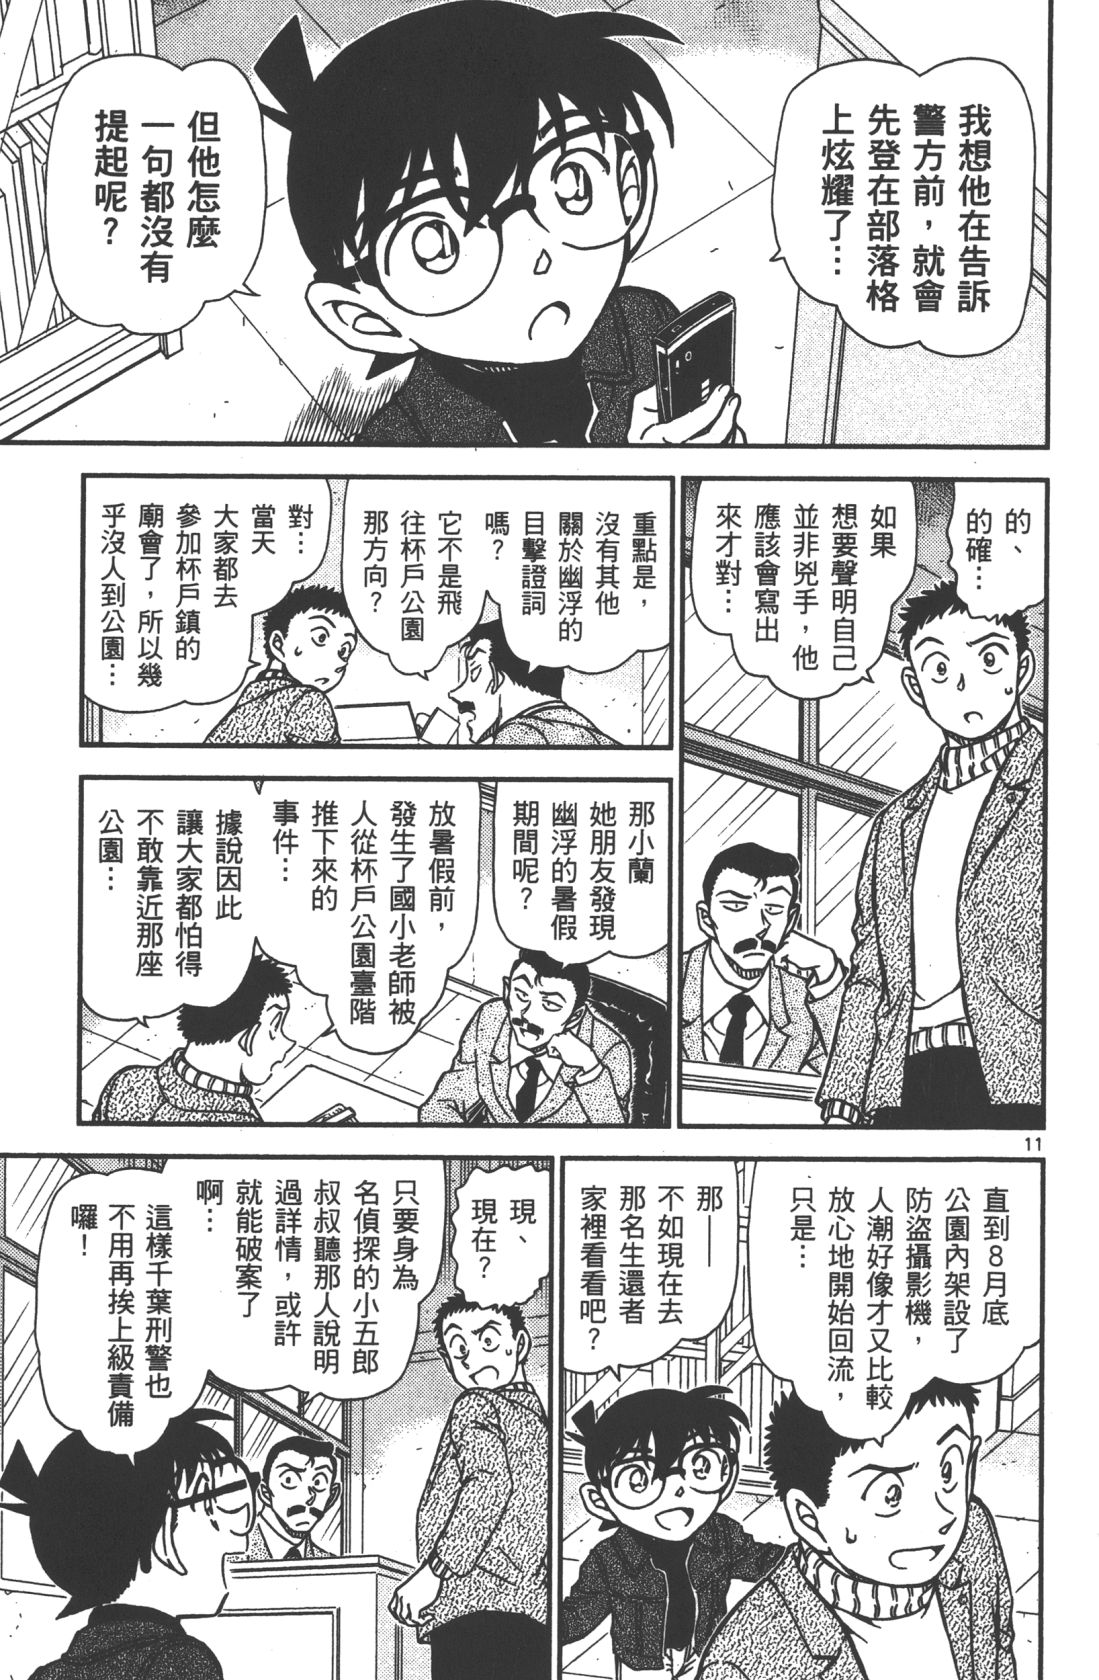 我想他在告訴
警方前，就會
先登在部落格
上炫耀了…
但他怎麼
一句都沒有
提起呢？
的、
的確…
如果
想要聲明自己
並非兇手，他
應該會寫出
來才對…
重點是，
沒有其他
關於幽浮的
目擊證詞
嗎？
它不是飛
往杯戶公園
那方向？
對…
當天
大家都去
參加杯戶鎮的
廟會了，所以幾
乎沒人到公園…
那小蘭
她朋友發現
幽浮的暑假
期間呢？
放暑假前，
發生了國小老師被
人從杯戶公園臺階
推下來的
事件…
據說因此
讓大家都怕得
不敢靠近那座
公園…
11
直到8月底
公園內架設了
防盜攝影機，
人潮好像才又比較
放心地開始回流，
只是…
那—
不如現在去
那名生還者
家裡看看吧？
現、
現在？
只要身為
名偵探的小五郎
叔叔聽那人說明
過詳情，或許
就能破案了
啊…
這樣千葉刑警也
不用再挨上級責備
囉！